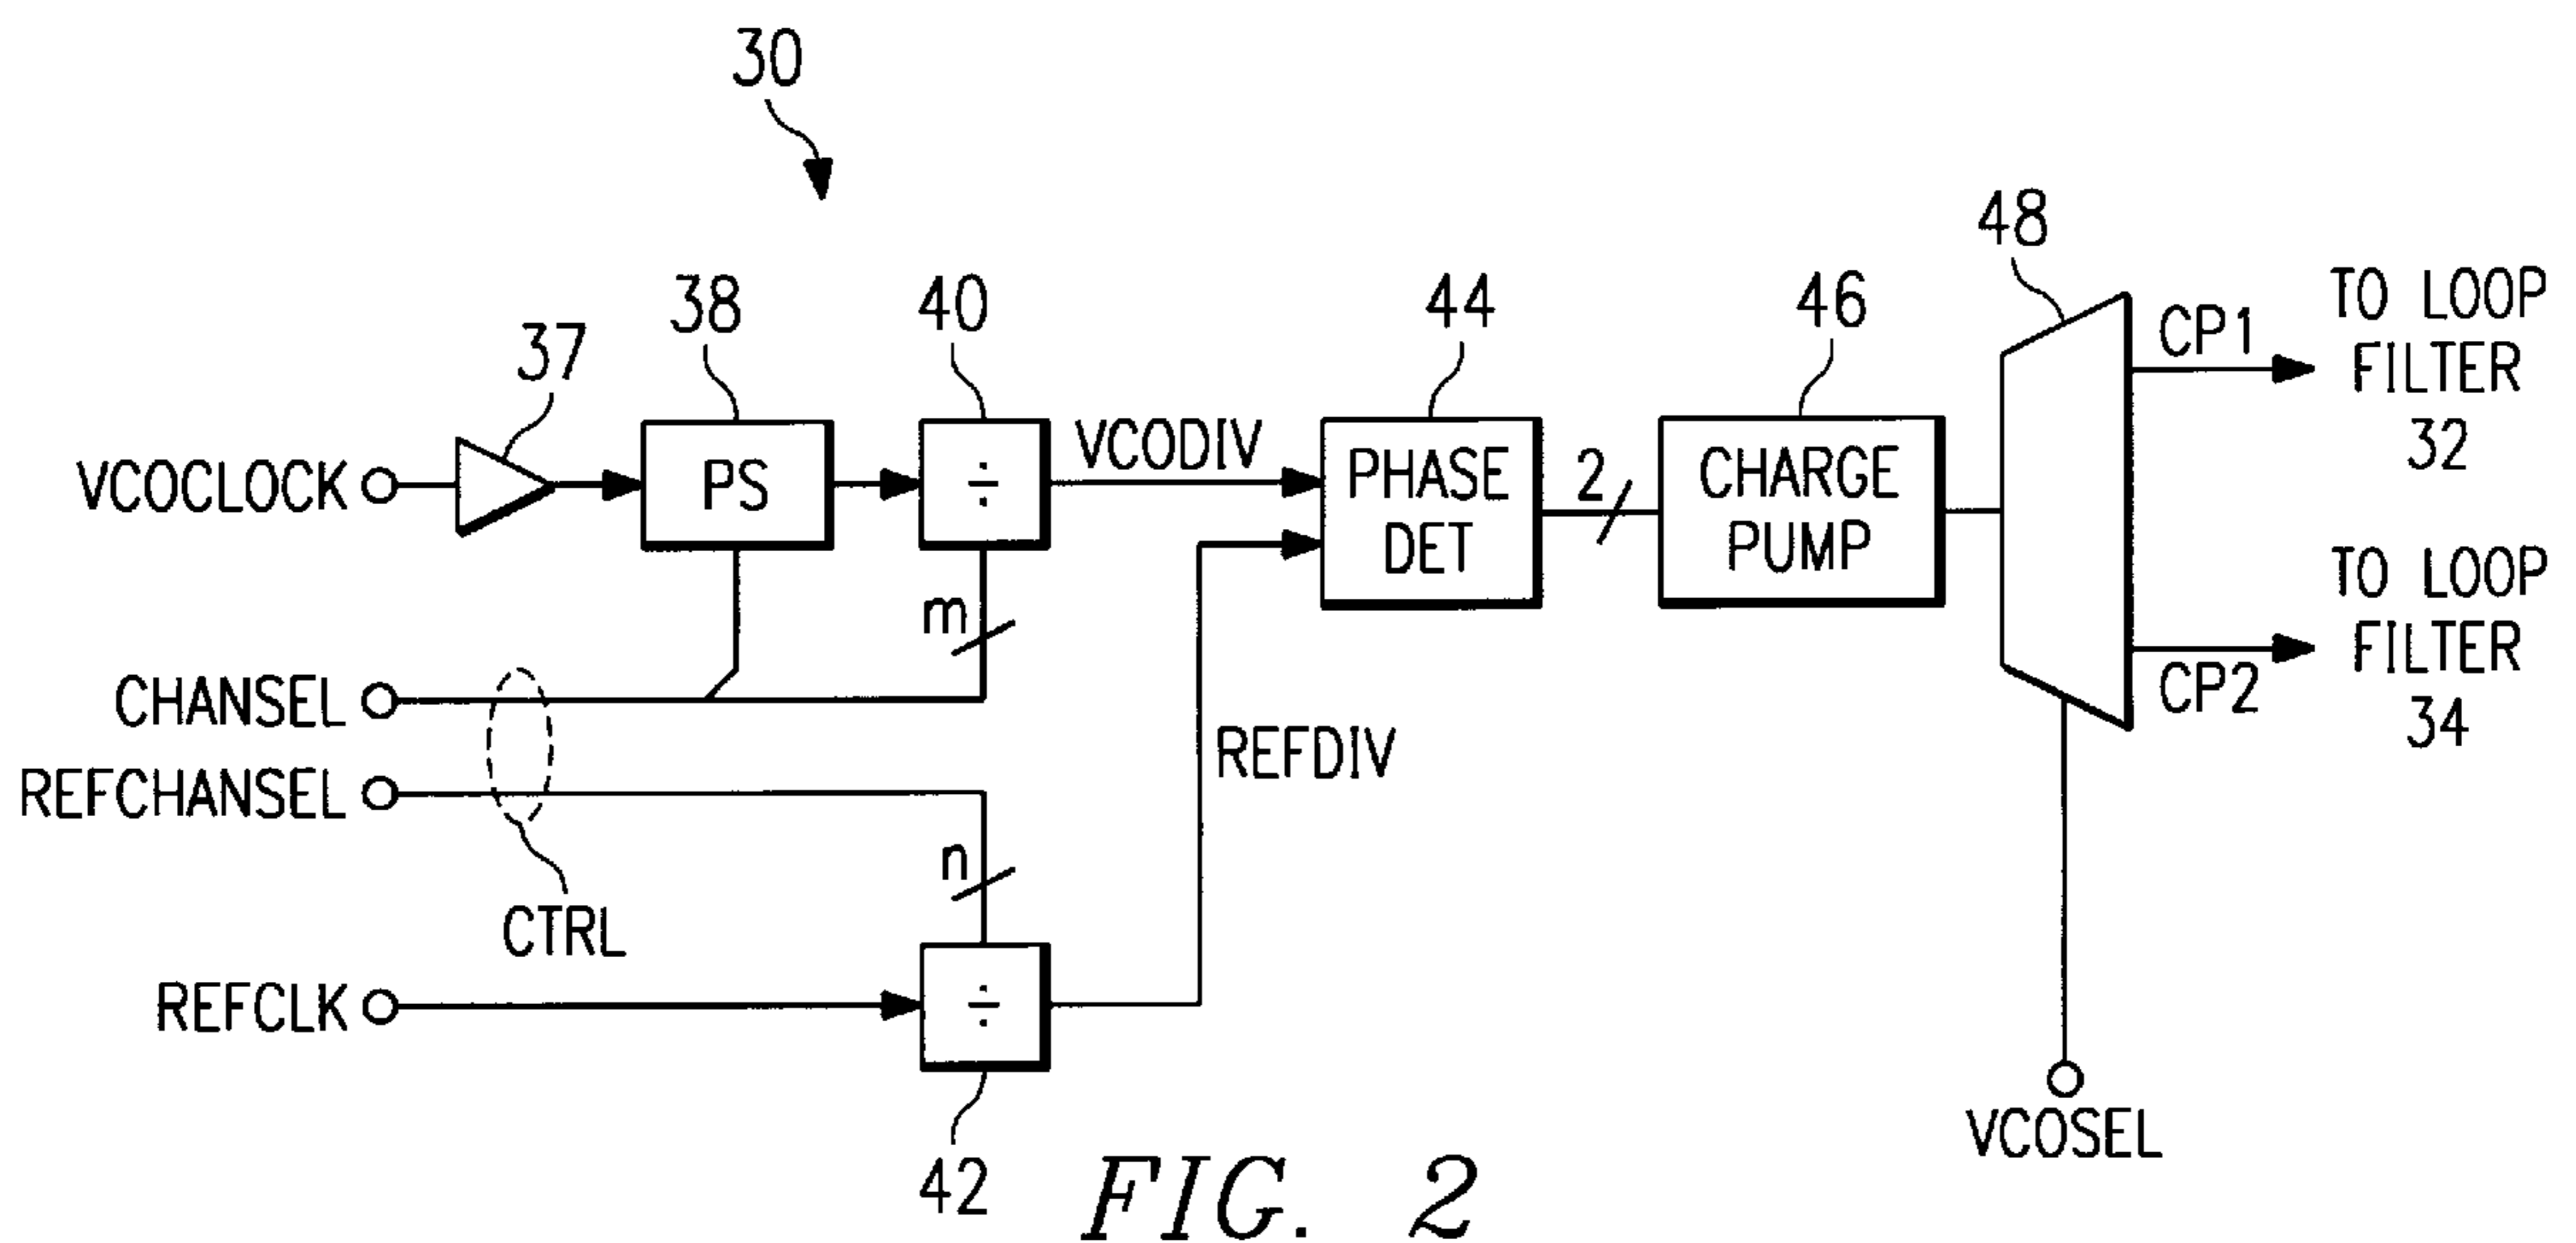 30
48
38
40
44
46
37
TO LOOP
FILTER
32
CP1
VCOCLOCK
PS
÷
VCODIV
PHASE
DET
2
CHARGE
PUMP
TO LOOP
FILTER
34
CP2
m
CHANSEL
REFCHANSEL
REFDIV
n
CTRL
REFCLK
÷
42
VCOSEL
FIG. 2